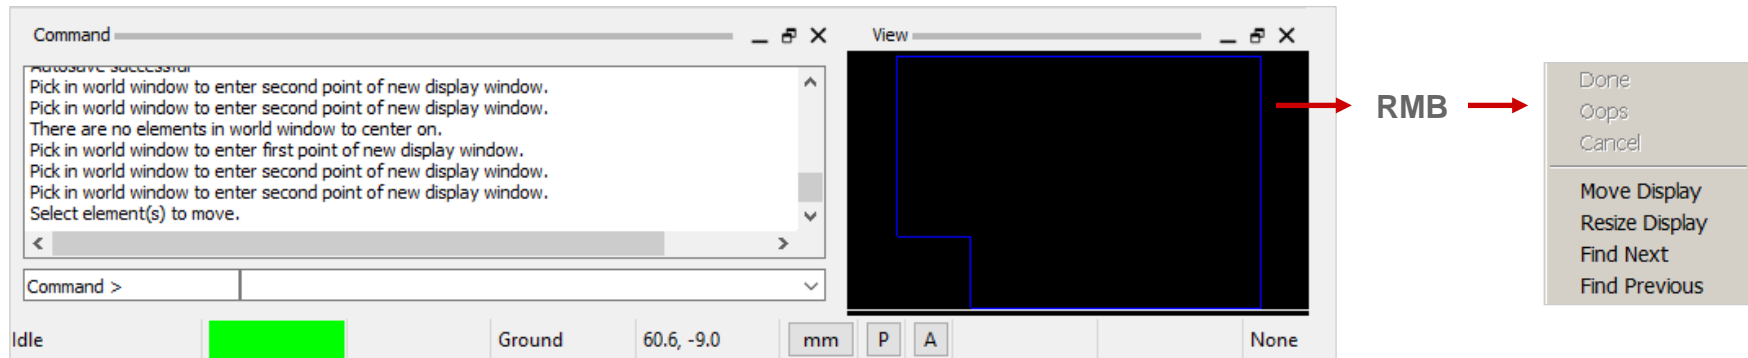 Command
Autosave successful
Pick in world window to enter second point of new display window.
Pick in world window to enter second point of new display window.
There are no elements in world window to center on.
Pick in world window to enter first point of new display window.
Pick in world window to enter second point of new display window.
Pick in world window to enter second point of new display window.
Select element(s) to move.
Command >
View
RMB
Done
Oops
Cancel
Move Display
Resize Display
Find Next
Find Previous
Idle Ground 60.6, -9.0 mm P A None